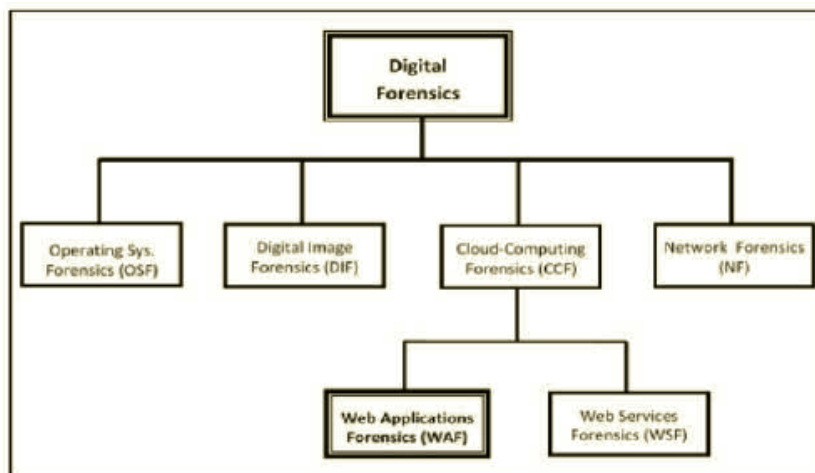 Digital
Forensics
Operating Sys.
Forensics (OSF)
Digital Image
Forensics (DIF)
Cloud-Computing
Forensics (CCF)
Network Forensics
(NF)
Web Applications
Forensics (WAF)
Web Services
Forensics (WSF)